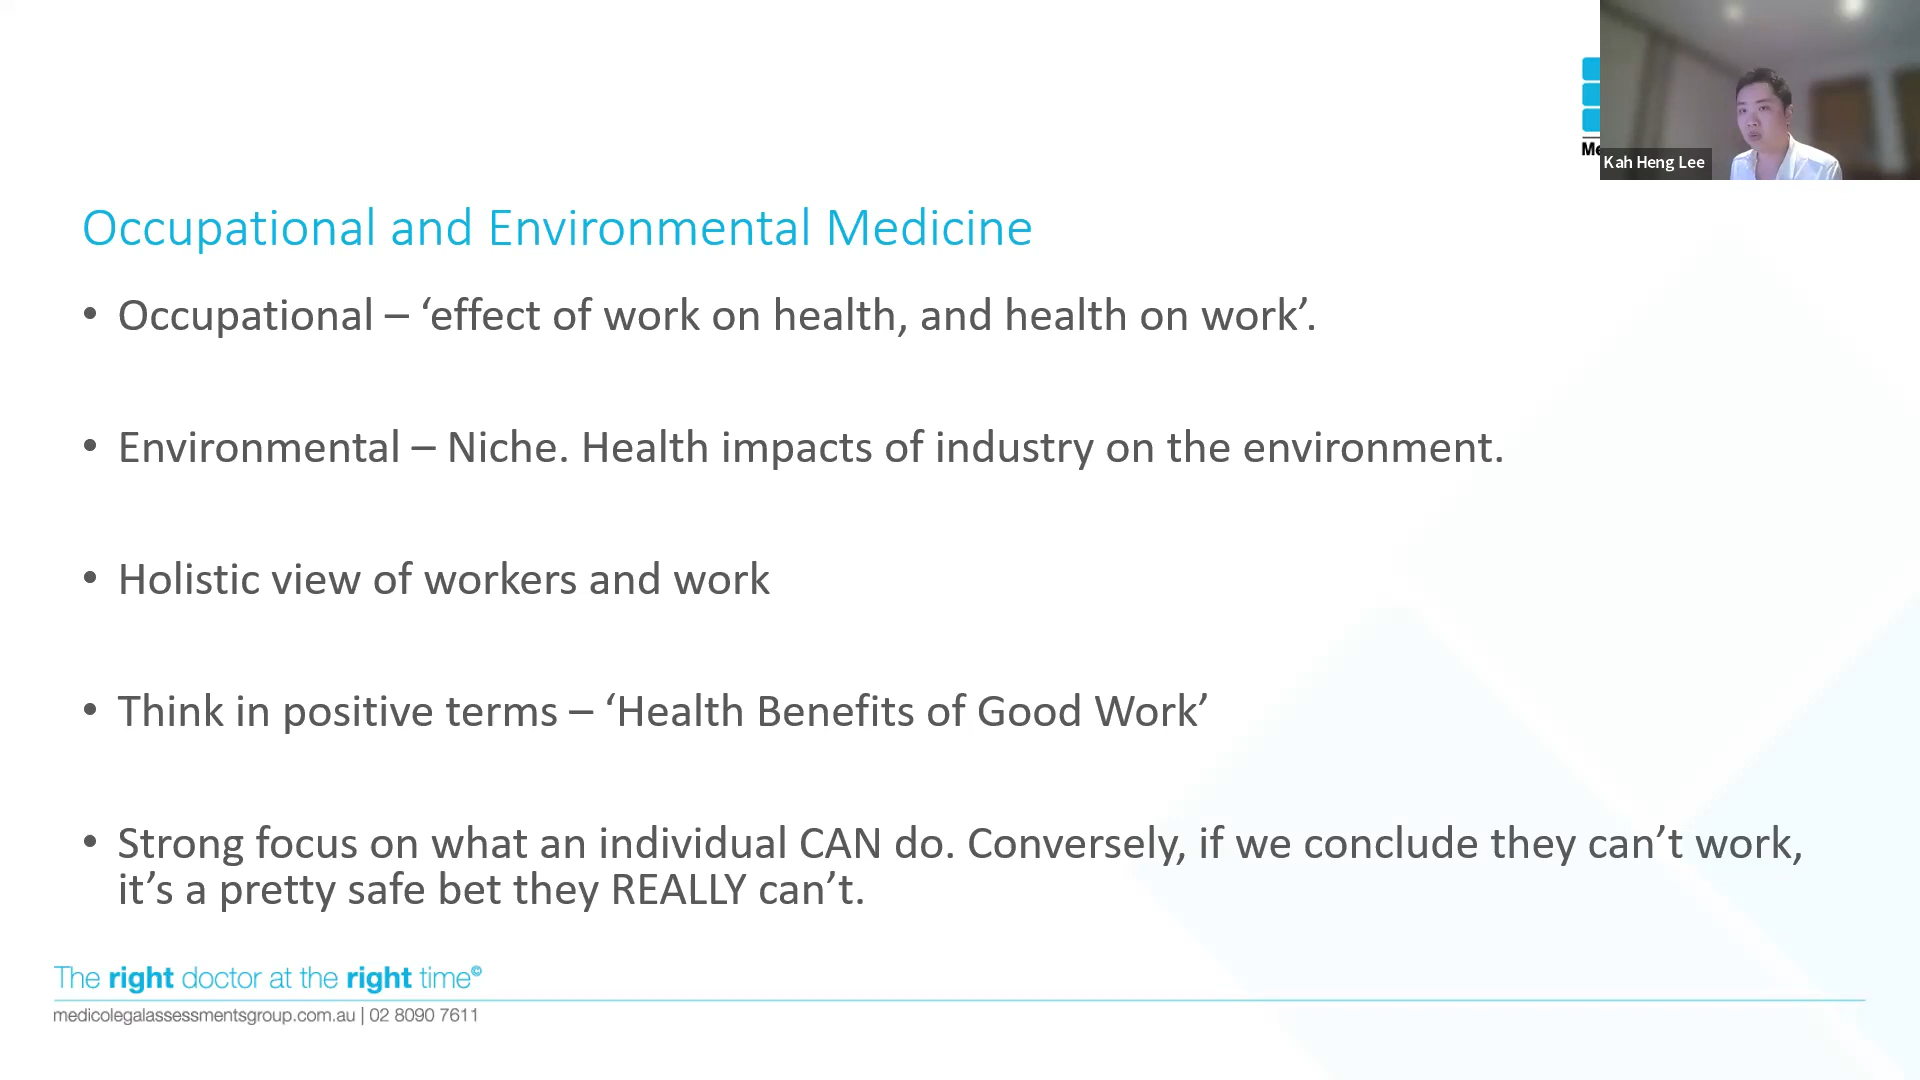 Kah Heng Lee
Occupational and Environmental Medicine
• Occupational – ‘effect of work on health, and health on work’.
• Environmental – Niche. Health impacts of industry on the environment.
• Holistic view of workers and work
• Think in positive terms – ‘Health Benefits of Good Work’
• Strong focus on what an individual CAN do. Conversely, if we conclude they can’t work,
it’s a pretty safe bet they REALLY can’t.
The right doctor at the right time©
medicolegalassessmentsgroup.com.au | 02 8090 7611